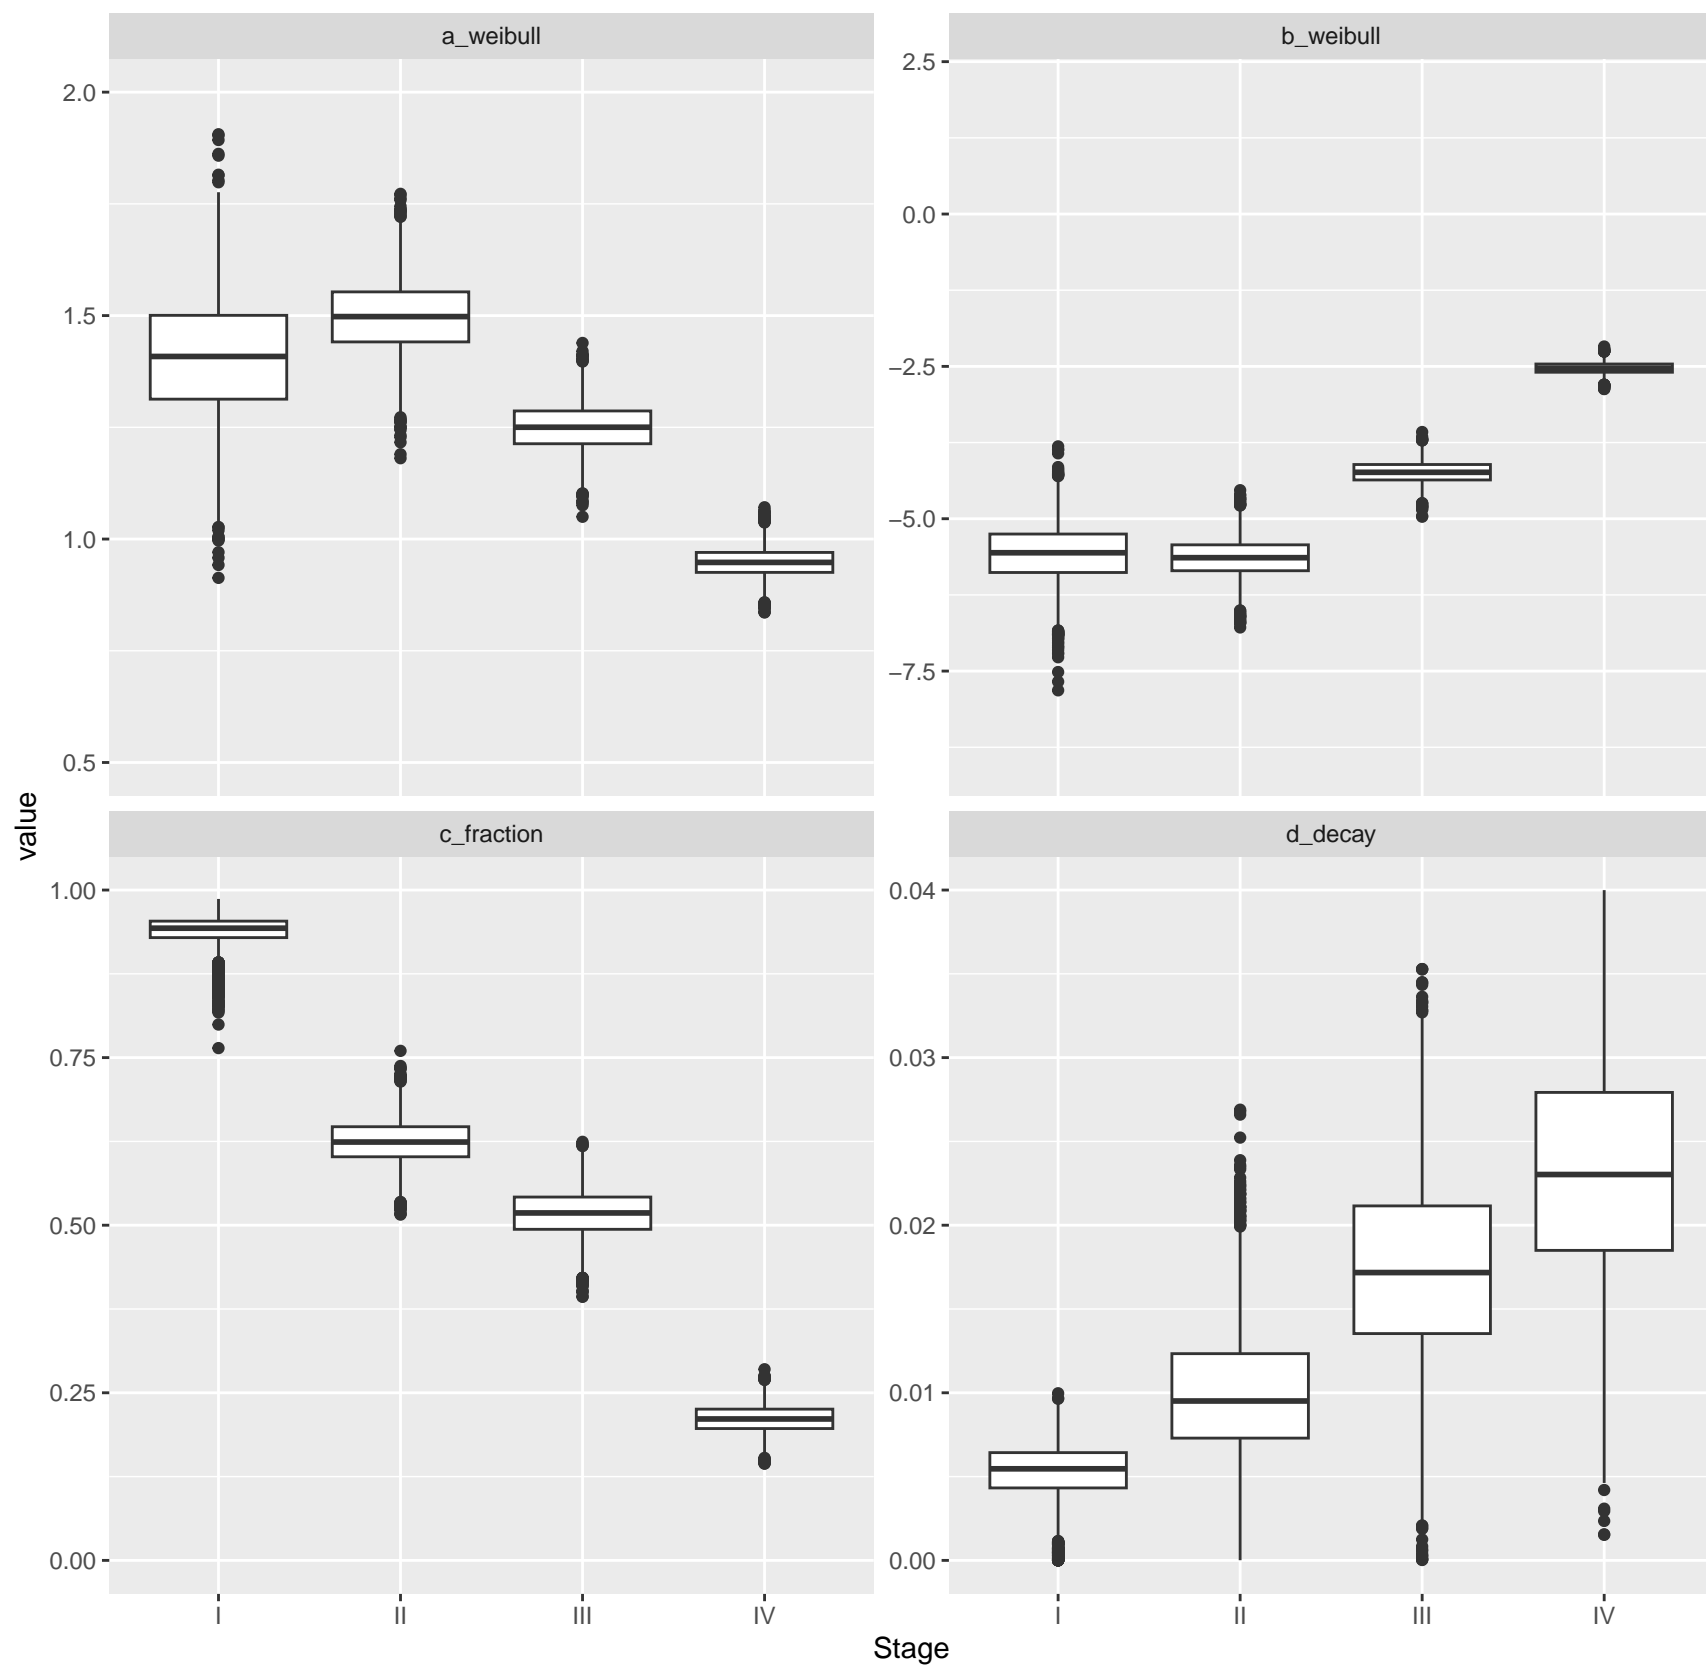 a_weibull
b_weibull
2.0
1.5
1.0
0.5
2.5
0.0
−2.5
−5.0
−7.5
value
c_fraction
d_decay
1.00
0.75
0.50
0.25
0.00
0.04
0.03
0.02
0.01
0.00
I II III IV
I II III IV
Stage